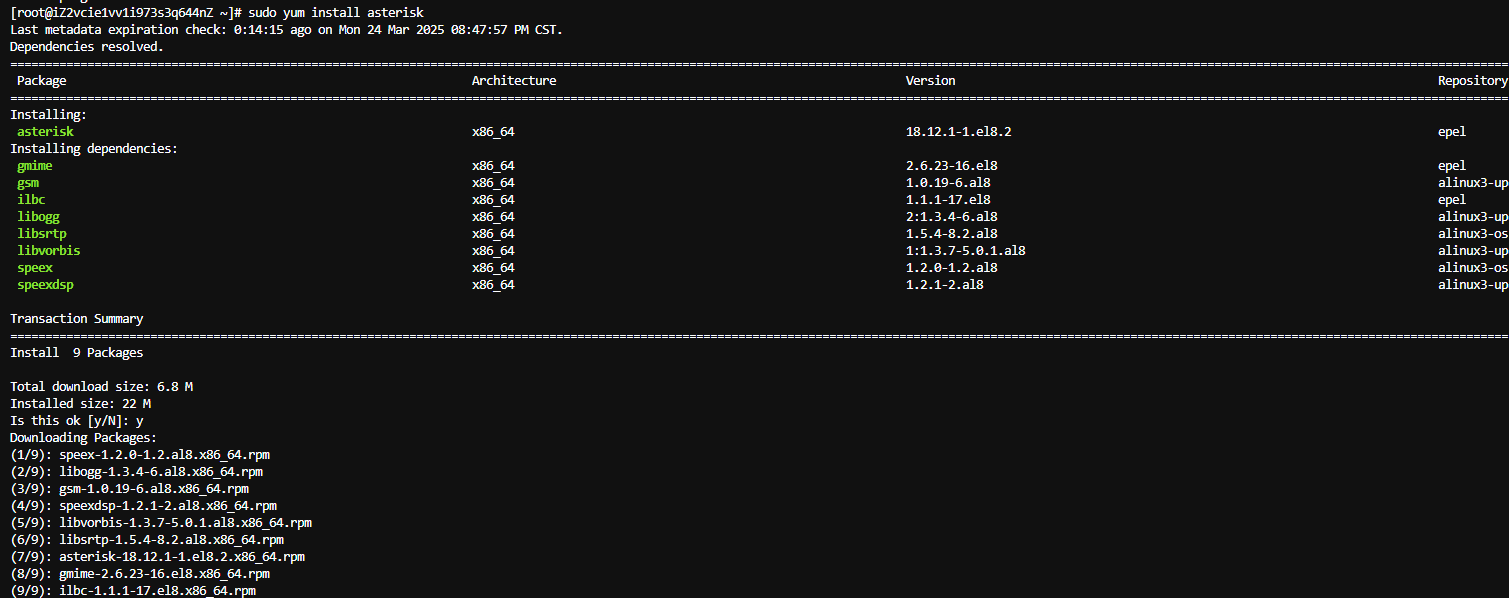 [root@iZ2vcie1vv1i973s3q644nZ ~]# sudo yum install asterisk
Last metadata expiration check: 0:14:15 ago on Mon 24 Mar 2025 08:47:57 PM CST.
Dependencies resolved.
Package Architecture Version Repository
Installing:
asterisk x86_64 18.12.1-1.el8.2 epel
Installing dependencies:
gmime x86_64 2.6.23-16.el8 epel
gsm x86_64 1.0.19-6.al8 alinux3-up
ilbc x86_64 1.1.1-17.el8 epel
libogg x86_64 2:1.3.4-6.al8 alinux3-up
libsrtp x86_64 1.5.4-8.2.al8 alinux3-os
libvorbis x86_64 1:1.3.7-5.0.1.al8 alinux3-up
speex x86_64 1.2.0-1.2.al8 alinux3-os
speexdsp x86_64 1.2.1-2.al8 alinux3-up
Transaction Summary
Install 9 Packages
Total download size: 6.8 M
Installed size: 22 M
Is this ok [y/N]: y
Downloading Packages:
(1/9): speex-1.2.0-1.2.al8.x86_64.rpm
(2/9): libogg-1.3.4-6.al8.x86_64.rpm
(3/9): gsm-1.0.19-6.al8.x86_64.rpm
(4/9): speexdsp-1.2.1-2.al8.x86_64.rpm
(5/9): libvorbis-1.3.7-5.0.1.al8.x86_64.rpm
(6/9): libsrtp-1.5.4-8.2.al8.x86_64.rpm
(7/9): asterisk-18.12.1-1.el8.2.x86_64.rpm
(8/9): gmime-2.6.23-16.el8.x86_64.rpm
(9/9): ilbc-1.1.1-17.el8.x86_64.rpm